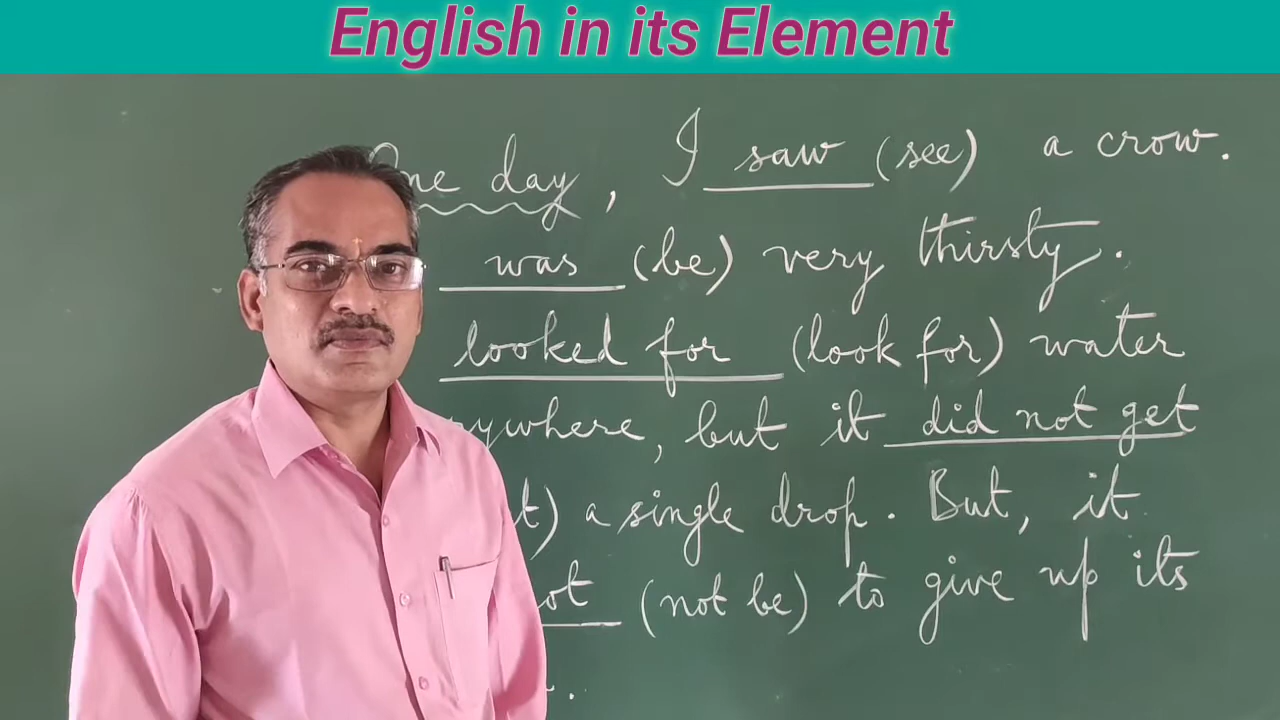 English in its Element
One day, I saw (see) a crow.
was (be) very thirsty.
looked for (look for) water
but it did not get
a single drop. But, it
(not be) to give up its